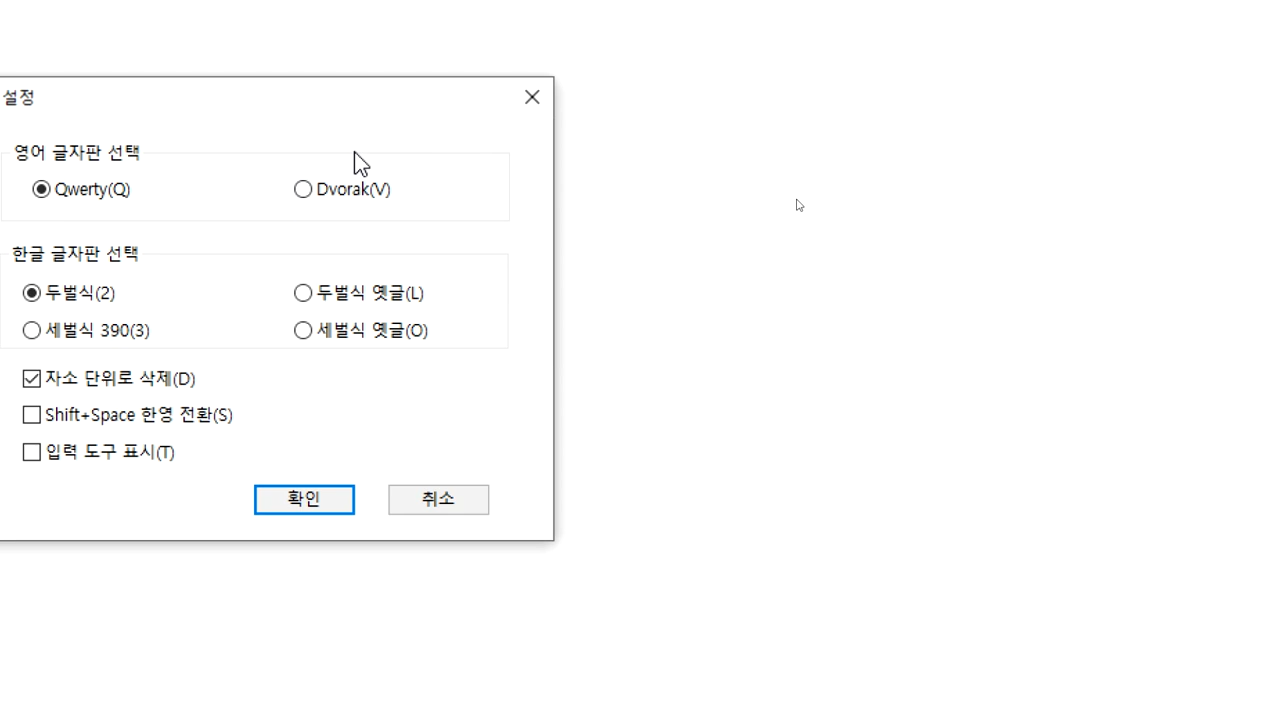 설정
영어 글자판 선택
Qwerty(Q) Dvorak(V)
한글 글자판 선택
두벌식(2) 두벌식 옛글(L)
세벌식 390(3) 세벌식 옛글(O)
자소 단위로 삭제(D)
Shift+Space 한영 전환(S)
입력 도구 표시(T)
확인 취소